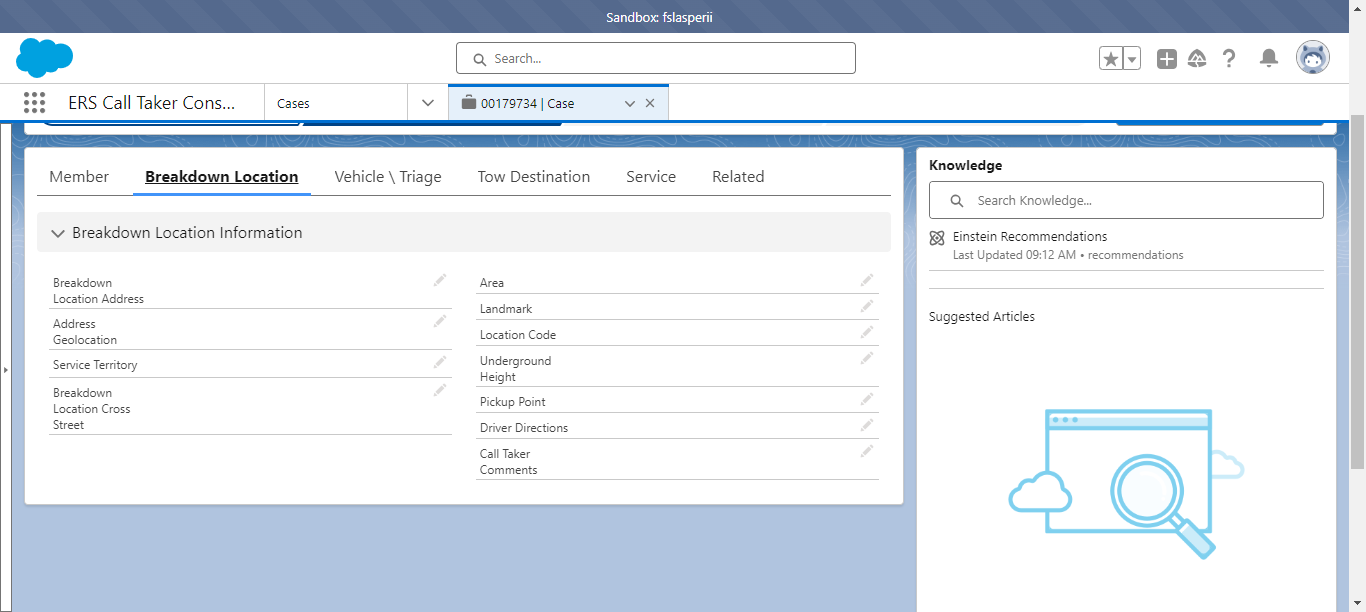 Sandbox: fslasperii
Search...
ERS Call Taker Cons...
Cases
00179734 | Case
Member
Breakdown Location
Vehicle \ Triage
Tow Destination
Service
Related
Breakdown Location Information
Breakdown
Location Address
Address
Geolocation
Service Territory
Breakdown
Location Cross
Street
Area
Landmark
Location Code
Underground
Height
Pickup Point
Driver Directions
Call Taker
Comments
Knowledge
Search Knowledge...
Einstein Recommendations
Last Updated 09:12 AM • recommendations
Suggested Articles